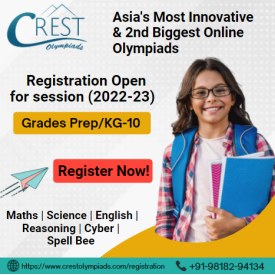 CREST
Olympiads
Asia's Most Innovative
& 2nd Biggest Online
Olympiads
Registration Open
for session (2022-23)
Grades Prep/KG-10
Register Now!
Maths | Science | English |
Reasoning | Cyber |
Spell Bee
https://www.crestolympiads.com/registration
+91-98182-94134